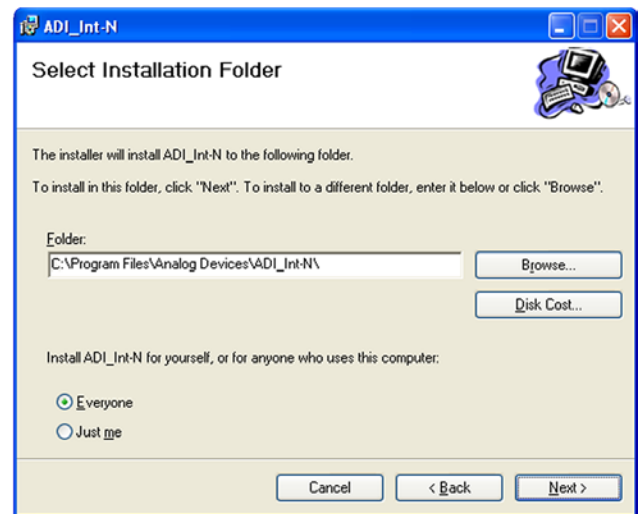 ADI_Int-N
Select Installation Folder
The installer will install ADI_Int-N to the following folder.
To install in this folder, click "Next". To install to a different folder, enter it below or click "Browse".
Folder:
C:\Program Files\Analog Devices\ADI_Int-N\
Browse...
Disk Cost...
Install ADI_Int-N for yourself, or for anyone who uses this computer:
Everyone
Just me
Cancel
< Back
Next >